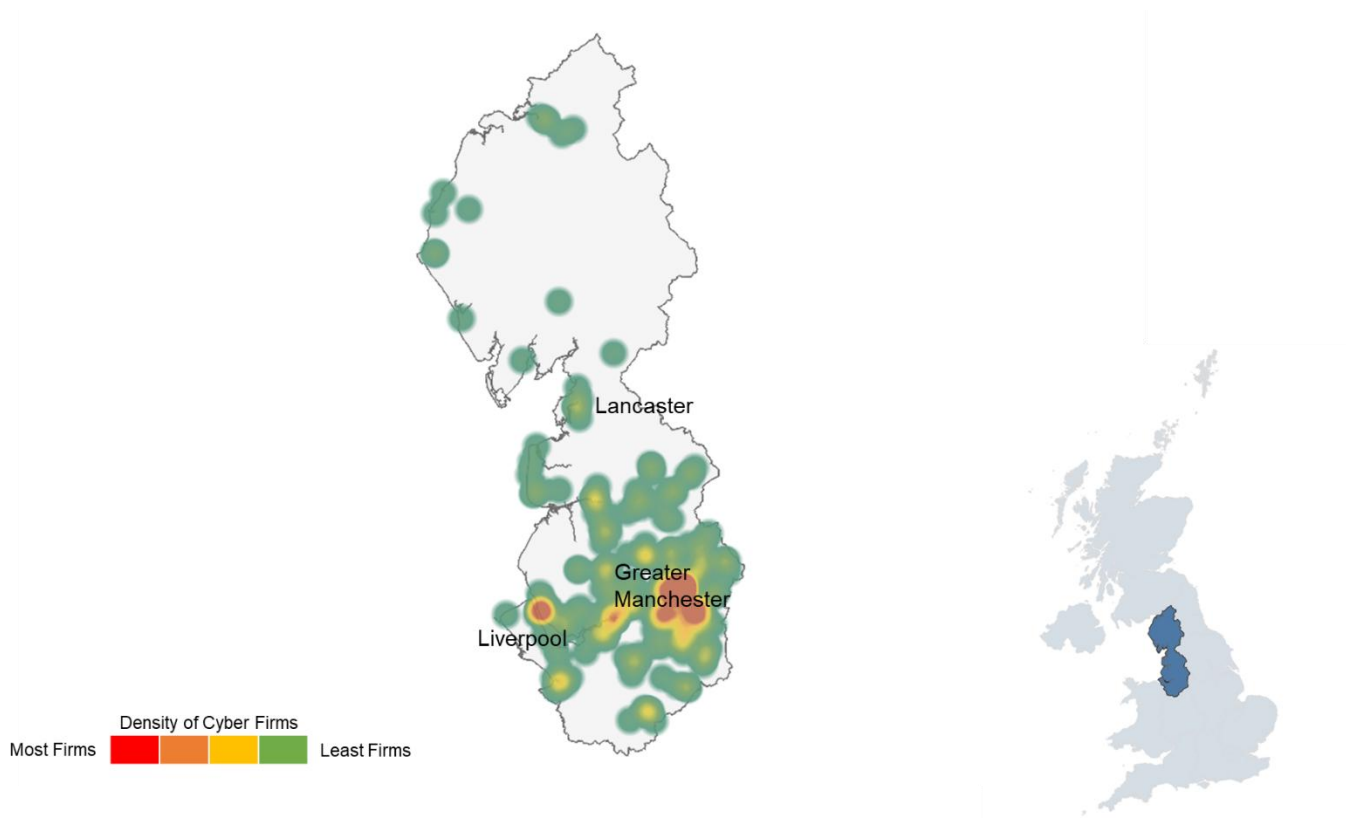 Lancaster
Greater
Manchester
Liverpool
Density of Cyber Firms
Most Firms
Least Firms